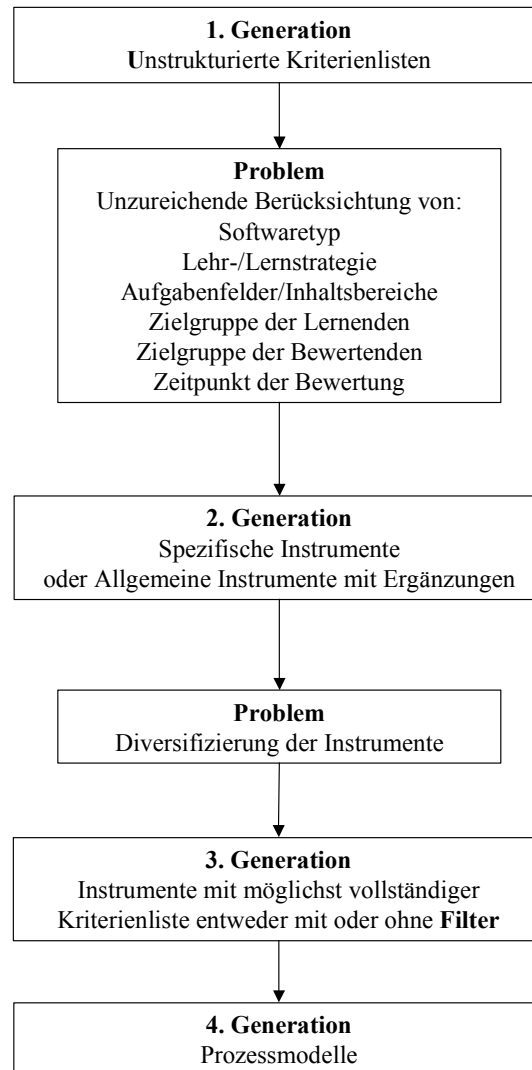 1. Generation
Unstrukturierte Kriterienlisten
Problem
Unzureichende Berücksichtung von:
Softwaretyp
Lehr-/Lernstrategie
Aufgabenfelder/Inhaltsbereiche
Zielgruppe der Lernenden
Zielgruppe der Bewertenden
Zeitpunkt der Bewertung
2. Generation
Spezifische Instrumente
oder Allgemeine Instrumente mit Ergänzungen
Problem
Diversifizierung der Instrumente
3. Generation
Instrumente mit möglichst vollständiger
Kriterienliste entweder mit oder ohne Filter
4. Generation
Prozessmodelle